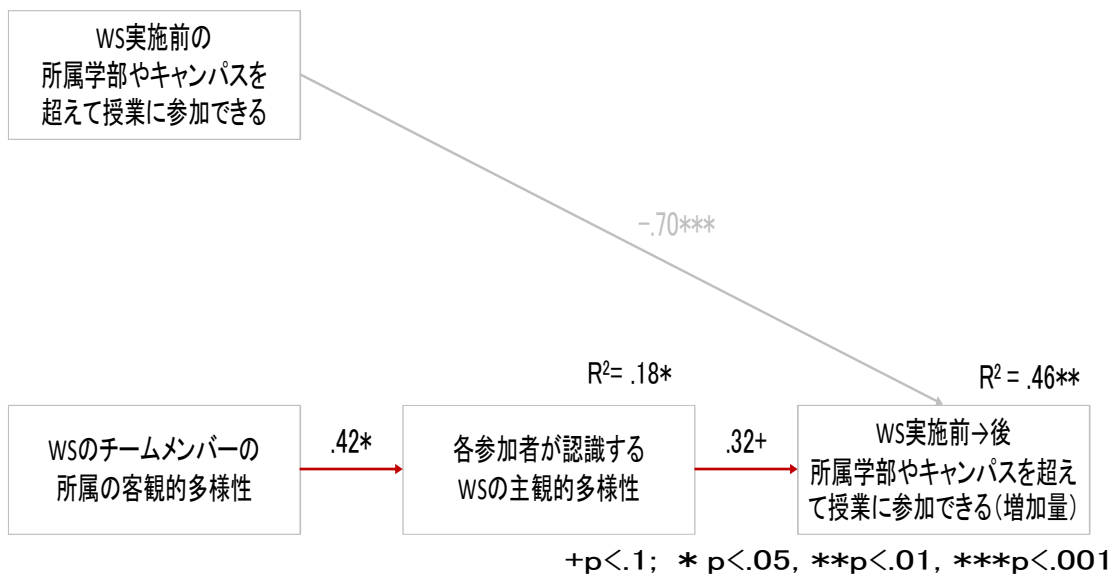 WS実施前の
所属学部やキャンパスを
超えて授業に参加できる
-.70***
R²= .18*
R² = .46**
WSのチームメンバーの
所属の客観的多様性
.42*
各参加者が認識する
WSの主観的多様性
.32+
WS実施前→後
所属学部やキャンパスを超え
て授業に参加できる(増加量)
+p<.1; * p<.05, **p<.01, ***p<.001